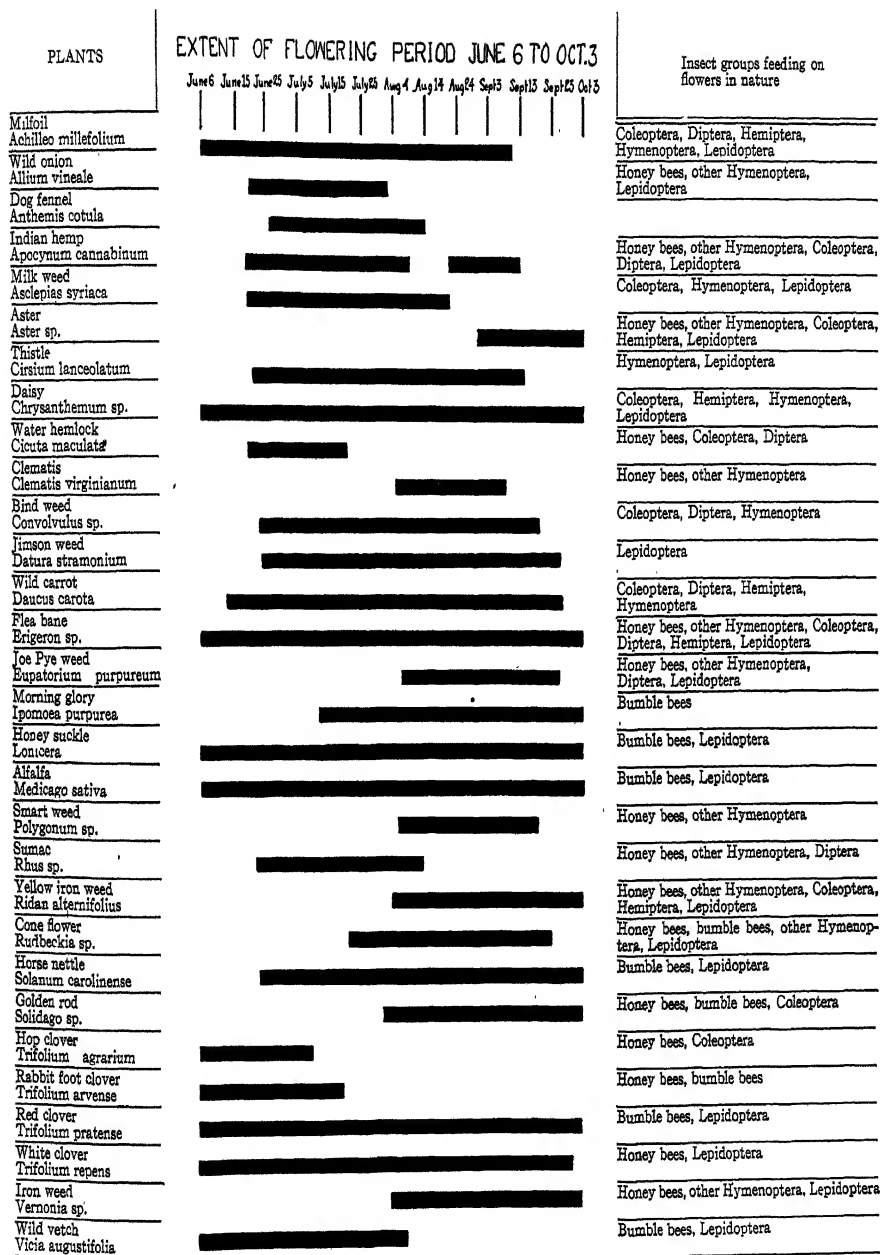 PLANTS
EXTENT OF FLOWERING PERIOD JUNE 6 TO OCT.3
Insect groups feeding on
flowers in nature
June6 June15 June25 July5 July15 July25 Aug4 Aug14 Aug24 Sept3 Sept13 Sept23 Oct3
Milfoil
Achilleo millefolium
Coleoptera, Diptera, Hemiptera,
Hymenoptera, Lepidoptera
Wild onion
Allium vineale
Honey bees, other Hymenoptera,
Lepidoptera
Dog fennel
Anthemis cotula
Indian hemp
Apocynum cannabinum
Honey bees, other Hymenoptera, Coleoptera,
Diptera, Lepidoptera
Milk weed
Asclepias syriaca
Coleoptera, Hymenoptera, Lepidoptera
Aster
Aster sp.
Honey bees, other Hymenoptera, Coleoptera,
Hemiptera, Lepidoptera
Thistle
Cirsium lanceolatum
Hymenoptera, Lepidoptera
Daisy
Chrysanthemum sp.
Coleoptera, Hemiptera, Hymenoptera,
Lepidoptera
Water hemlock
Cicuta maculata
Honey bees, Coleoptera, Diptera
Clematis
Clematis virginianum
Honey bees, other Hymenoptera
Bind weed
Convolvulus sp.
Coleoptera, Diptera, Hymenoptera
Jimson weed
Datura stramonium
Lepidoptera
Wild carrot
Daucus carota
Coleoptera, Diptera, Hemiptera,
Hymenoptera
Flea bane
Erigeron sp.
Honey bees, other Hymenoptera, Coleoptera,
Diptera, Hemiptera, Lepidoptera
Joe Pye weed
Eupatorium purpureum
Honey bees, other Hymenoptera,
Diptera, Lepidoptera
Morning glory
Ipomoea purpurea
Bumble bees
Honey suckle
Lonicera
Bumble bees, Lepidoptera
Alfalfa
Medicago sativa
Bumble bees, Lepidoptera
Smart weed
Polygonum sp.
Honey bees, other Hymenoptera
Sumac
Rhus sp.
Honey bees, other Hymenoptera, Diptera
Yellow iron weed
Ridan alternifolius
Honey bees, other Hymenoptera, Coleoptera,
Hemiptera, Lepidoptera
Cone flower
Rudbeckia sp.
Honey bees, bumble bees, other Hymenop-
tera, Lepidoptera
Horse nettle
Solanum carolinense
Bumble bees, Lepidoptera
Golden rod
Solidago sp.
Honey bees, bumble bees, Coleoptera
Hop clover
Trifolium agrarium
Honey bees, Coleoptera
Rabbit foot clover
Trifolium arvense
Honey bees, bumble bees
Red clover
Trifolium pratense
Bumble bees, Lepidoptera
White clover
Trifolium repens
Honey bees, Lepidoptera
Iron weed
Vernonia sp.
Honey bees, other Hymenoptera, Lepidoptera
Wild vetch
Vicia augustifolia
Bumble bees, Lepidoptera